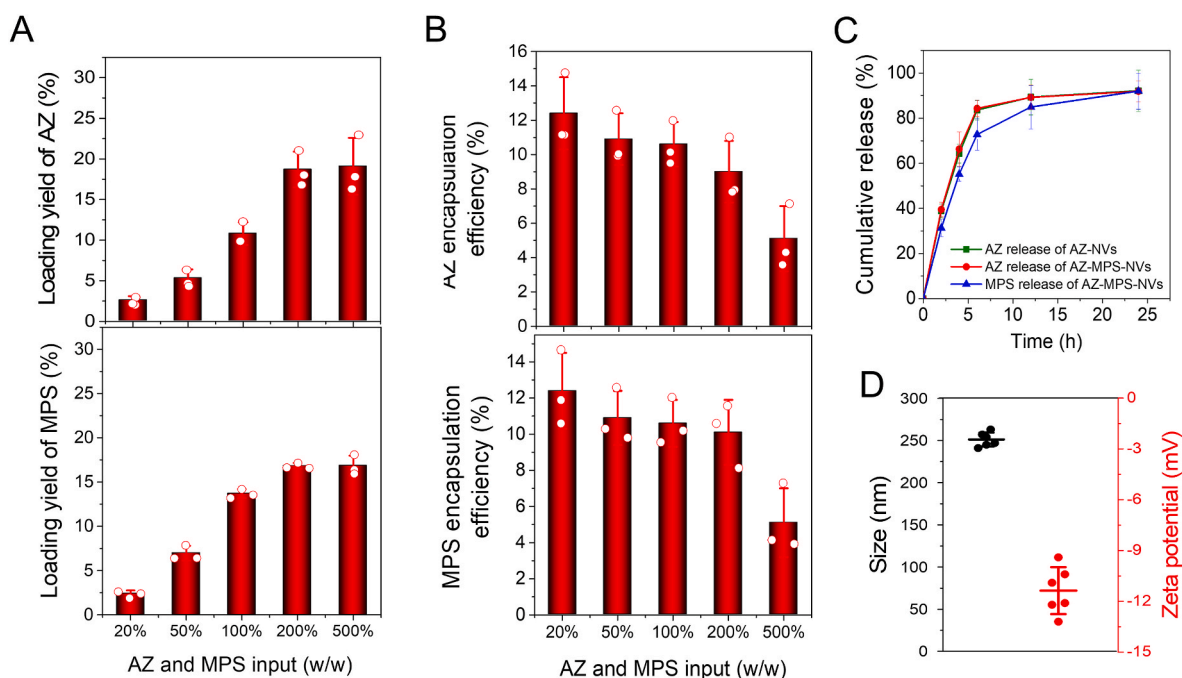 A
Loading yield of AZ (%)
30
25
20
15
10
5
0
Loading yield of MPS (%)
30
25
20
15
10
5
0
20% 50% 100% 200% 500%
AZ and MPS input (w/w)
B
AZ encapsulation
efficiency (%)
16
14
12
10
8
6
4
2
0
MPS encapsulation
efficiency (%)
14
12
10
8
6
4
2
0
20% 50% 100% 200% 500%
AZ and MPS input (w/w)
C
Cumulative release (%)
100
80
60
40
20
0
AZ release of AZ-NVs
AZ release of AZ-MPS-NVs
MPS release of AZ-MPS-NVs
0 5 10 15 20 25
Time (h)
D
Size (nm)
300
250
200
150
100
50
0
0
-3
-6
-9
-12
-15
Zeta potential (mV)